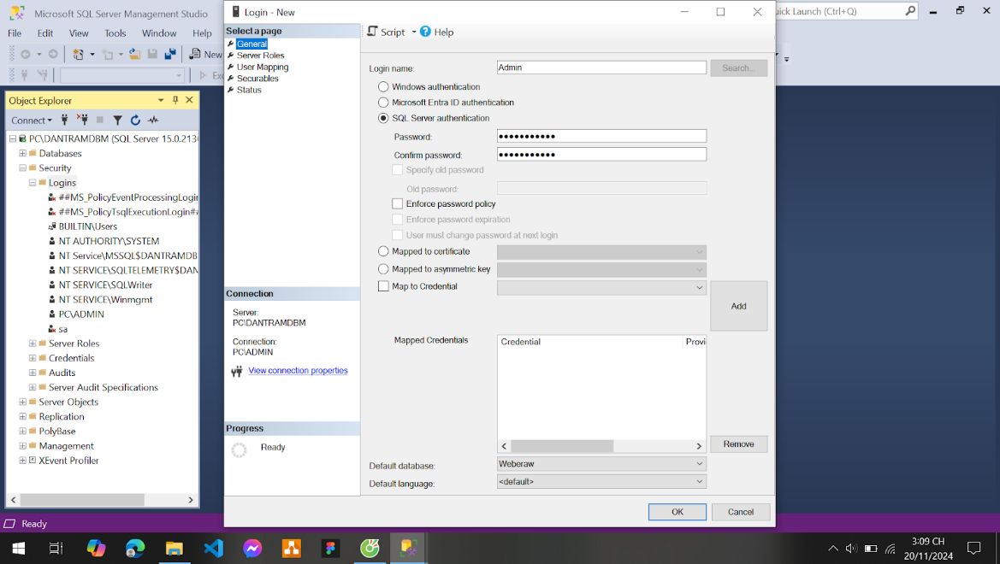 Microsoft SQL Server Management Studio
uick Launch (Ctrl+Q)
File Edit View Tools Window Help
New
Exe
Object Explorer
Connect
PC\DANTRAMDBM (SQL Server 15.0.213
Databases
Security
Logins
##MS_PolicyEventProcessingLogin
##MS_PolicyTsqlExecutionLogin##
BUILTIN\Users
NT AUTHORITY\SYSTEM
NT Service\MSSQL$DANTRAMDB
NT SERVICE\SQLTELEMETRY$DAN
NT SERVICE\SQLWriter
NT SERVICE\Winmgmt
PC\ADMIN
sa
Server Roles
Credentials
Audits
Server Audit Specifications
Server Objects
Replication
PolyBase
Management
XEvent Profiler
Login - New
Select a page
General
Server Roles
User Mapping
Securables
Status
Connection
Server:
PC\DANTRAMDBM
Connection:
PC\ADMIN
View connection properties
Progress
Ready
Script Help
Login name: Admin Search...
Windows authentication
Microsoft Entra ID authentication
SQL Server authentication
Password: ●●●●●●●●●●●
Confirm password: ●●●●●●●●●●●
Specify old password
Old password:
Enforce password policy
Enforce password expiration
User must change password at next login
Mapped to certificate
Mapped to asymmetric key
Map to Credential
Add
Mapped Credentials Credential Provi
Remove
Default database: Weberaw
Default language: <default>
OK Cancel
Ready
3:09 CH
20/11/2024